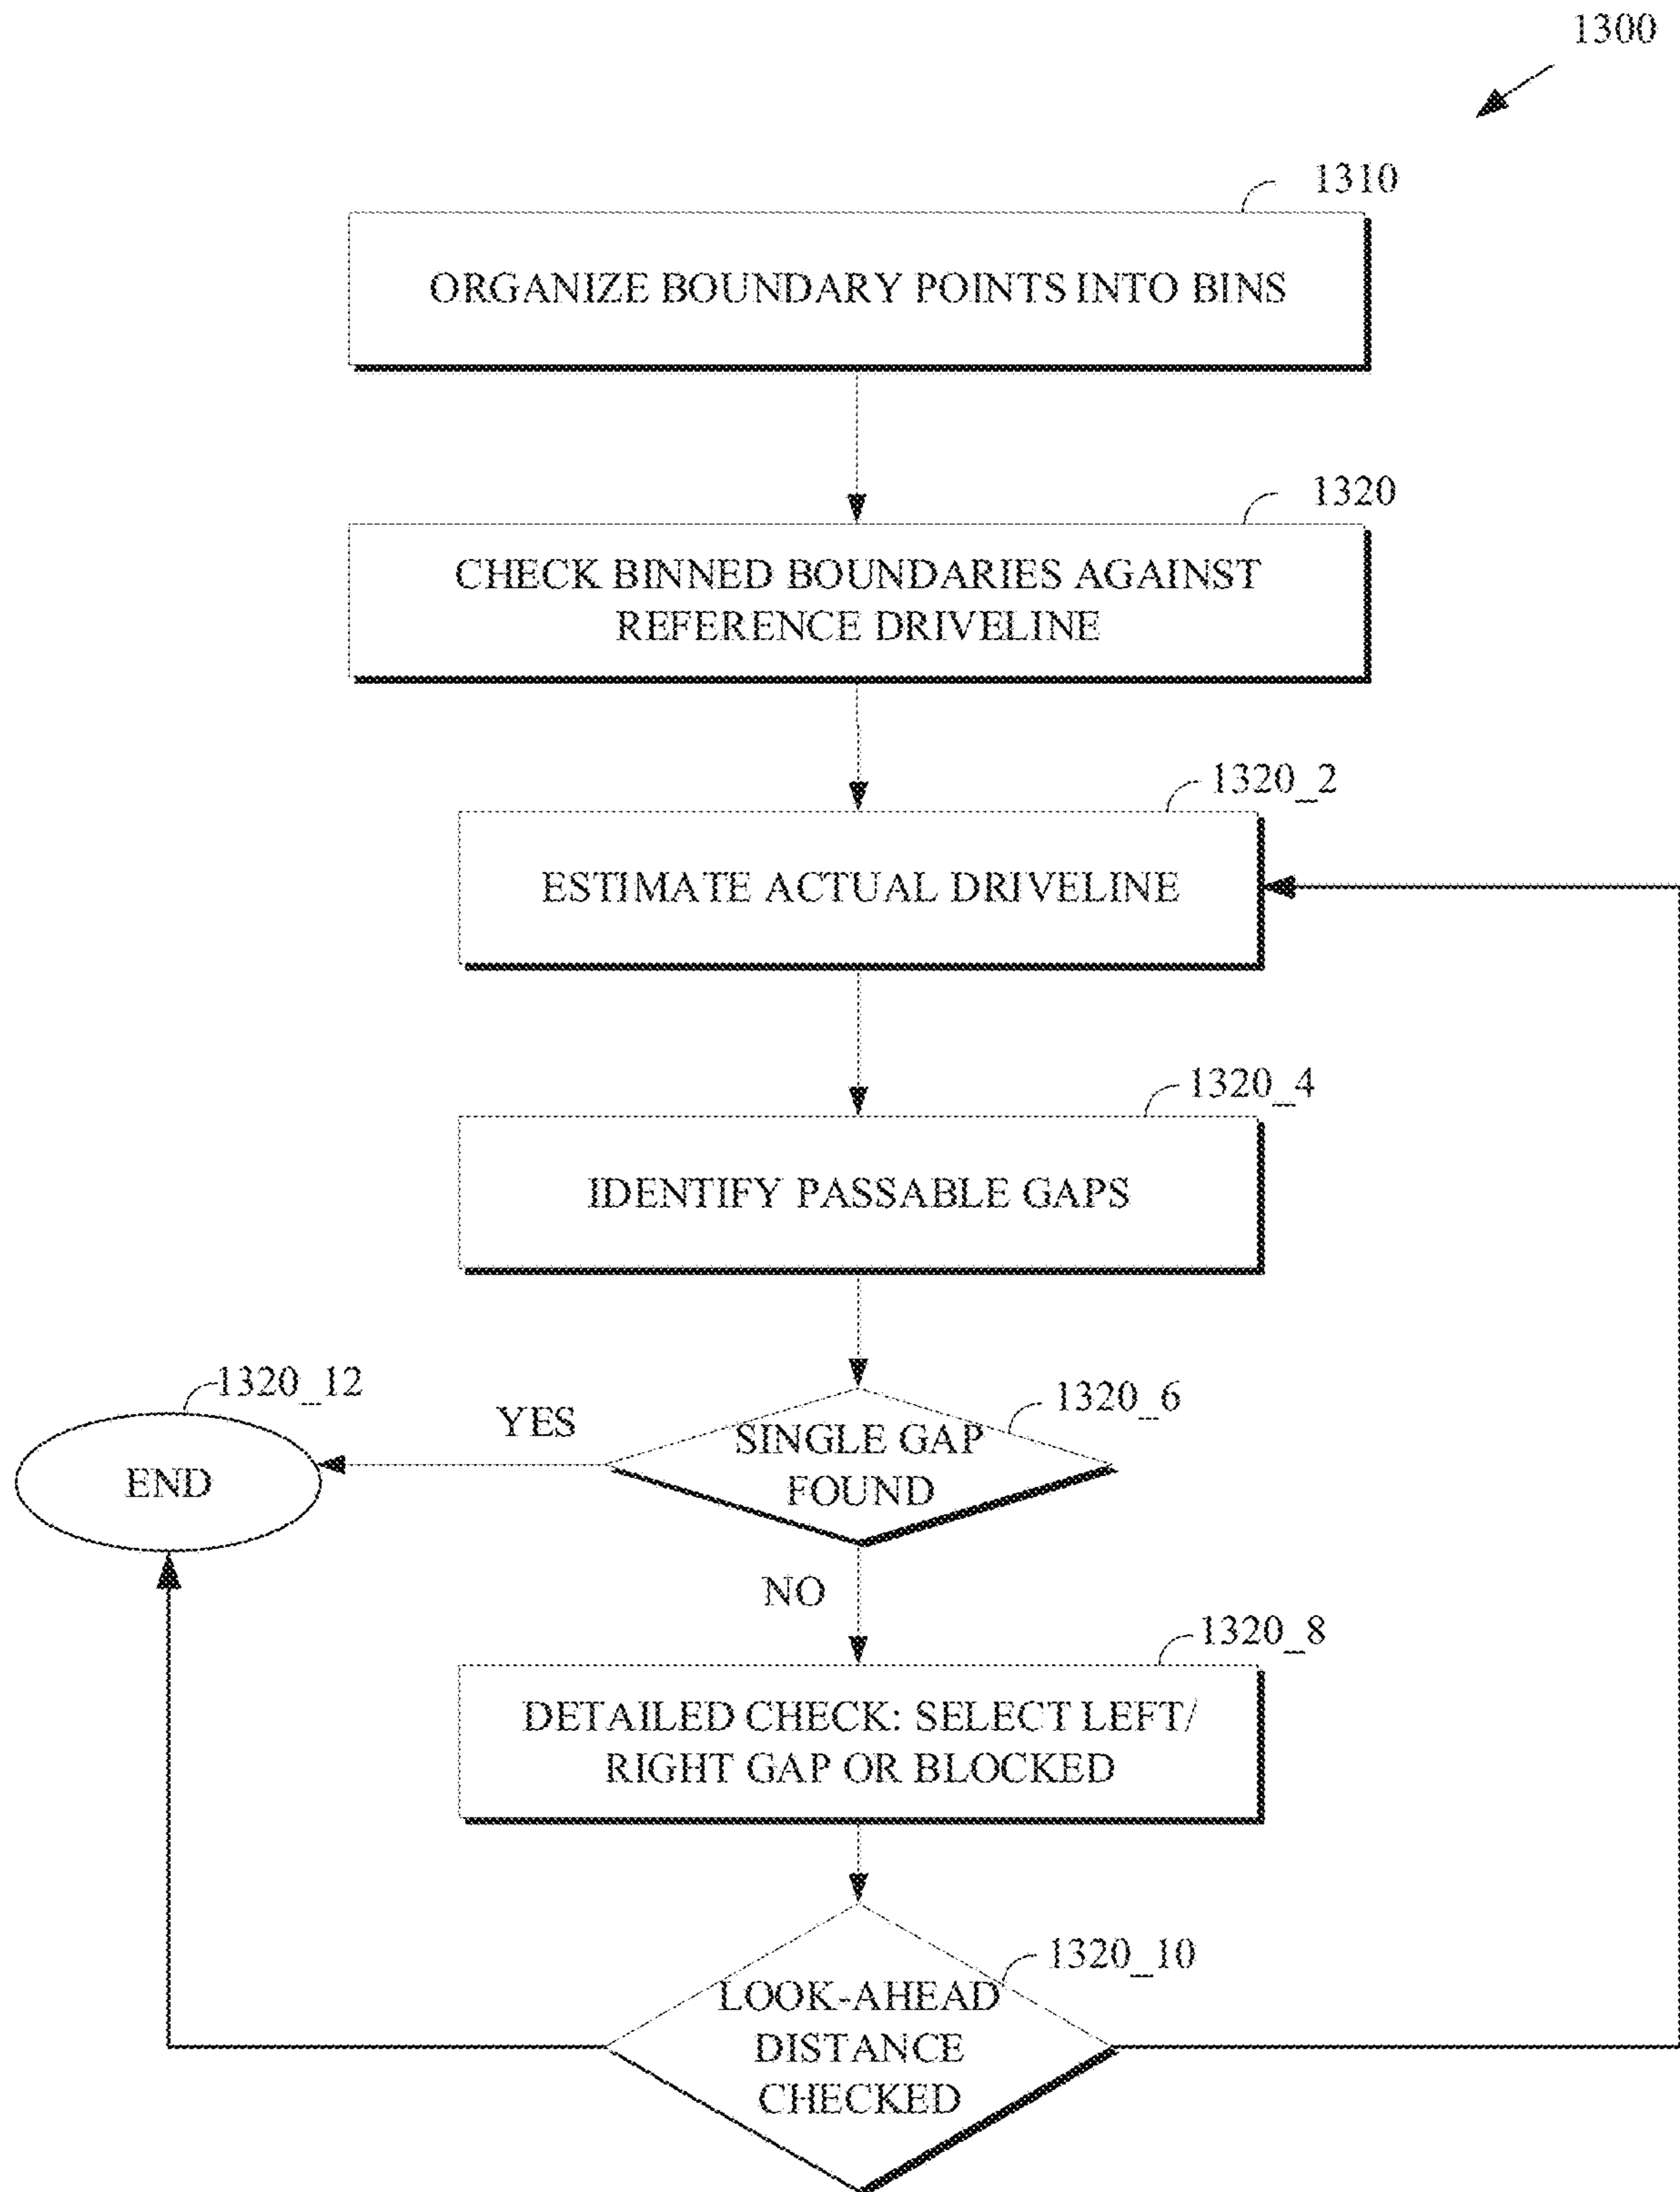 1300
1310
ORGANIZE BOUNDARY POINTS INTO BINS
1320
CHECK BINNED BOUNDARIES AGAINST
REFERENCE DRIVELINE
1320_2
ESTIMATE ACTUAL DRIVELINE
1320_4
IDENTIFY PASSABLE GAPS
1320_12
END
YES
1320_6
SINGLE GAP
FOUND
NO
1320_8
DETAILED CHECK: SELECT LEFT/
RIGHT GAP OR BLOCKED
1320_10
LOOK-AHEAD
DISTANCE
CHECKED